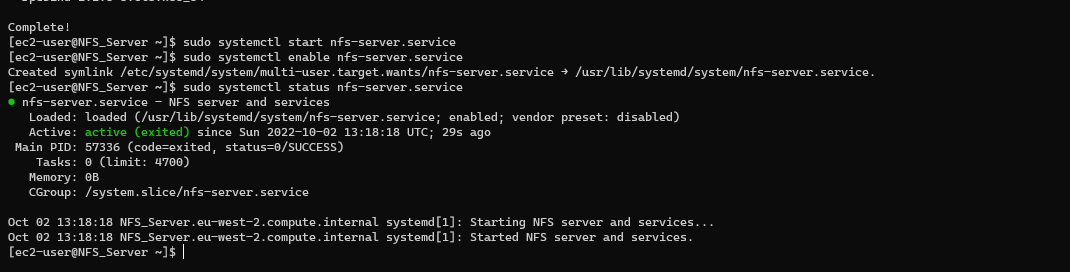 Complete!
[ec2-user@NFS_Server ~]$ sudo systemctl start nfs-server.service
[ec2-user@NFS_Server ~]$ sudo systemctl enable nfs-server.service
Created symlink /etc/systemd/system/multi-user.target.wants/nfs-server.service → /usr/lib/systemd/system/nfs-server.service.
[ec2-user@NFS_Server ~]$ sudo systemctl status nfs-server.service
● nfs-server.service - NFS server and services
Loaded: loaded (/usr/lib/systemd/system/nfs-server.service; enabled; vendor preset: disabled)
Active: active (exited) since Sun 2022-10-02 13:18:18 UTC; 29s ago
Main PID: 57336 (code=exited, status=0/SUCCESS)
Tasks: 0 (limit: 4700)
Memory: 0B
CGroup: /system.slice/nfs-server.service
Oct 02 13:18:18 NFS_Server.eu-west-2.compute.internal systemd[1]: Starting NFS server and services...
Oct 02 13:18:18 NFS_Server.eu-west-2.compute.internal systemd[1]: Started NFS server and services.
[ec2-user@NFS_Server ~]$